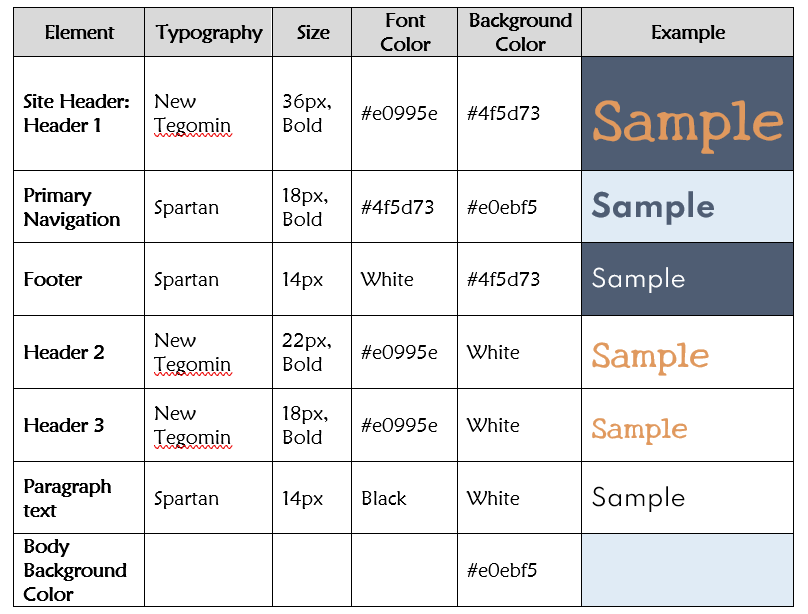 Element Typography Size Font Color Background Color Example
Site Header: Header 1 New Tegomin 36px, Bold #e0995e #4f5d73 Sample
Primary Navigation Spartan 18px, Bold #4f5d73 #e0ebf5 Sample
Footer Spartan 14px White #4f5d73 Sample
Header 2 New Tegomin 22px, Bold #e0995e White Sample
Header 3 New Tegomin 18px, Bold #e0995e White Sample
Paragraph text Spartan 14px Black White Sample
Body Background Color #e0ebf5